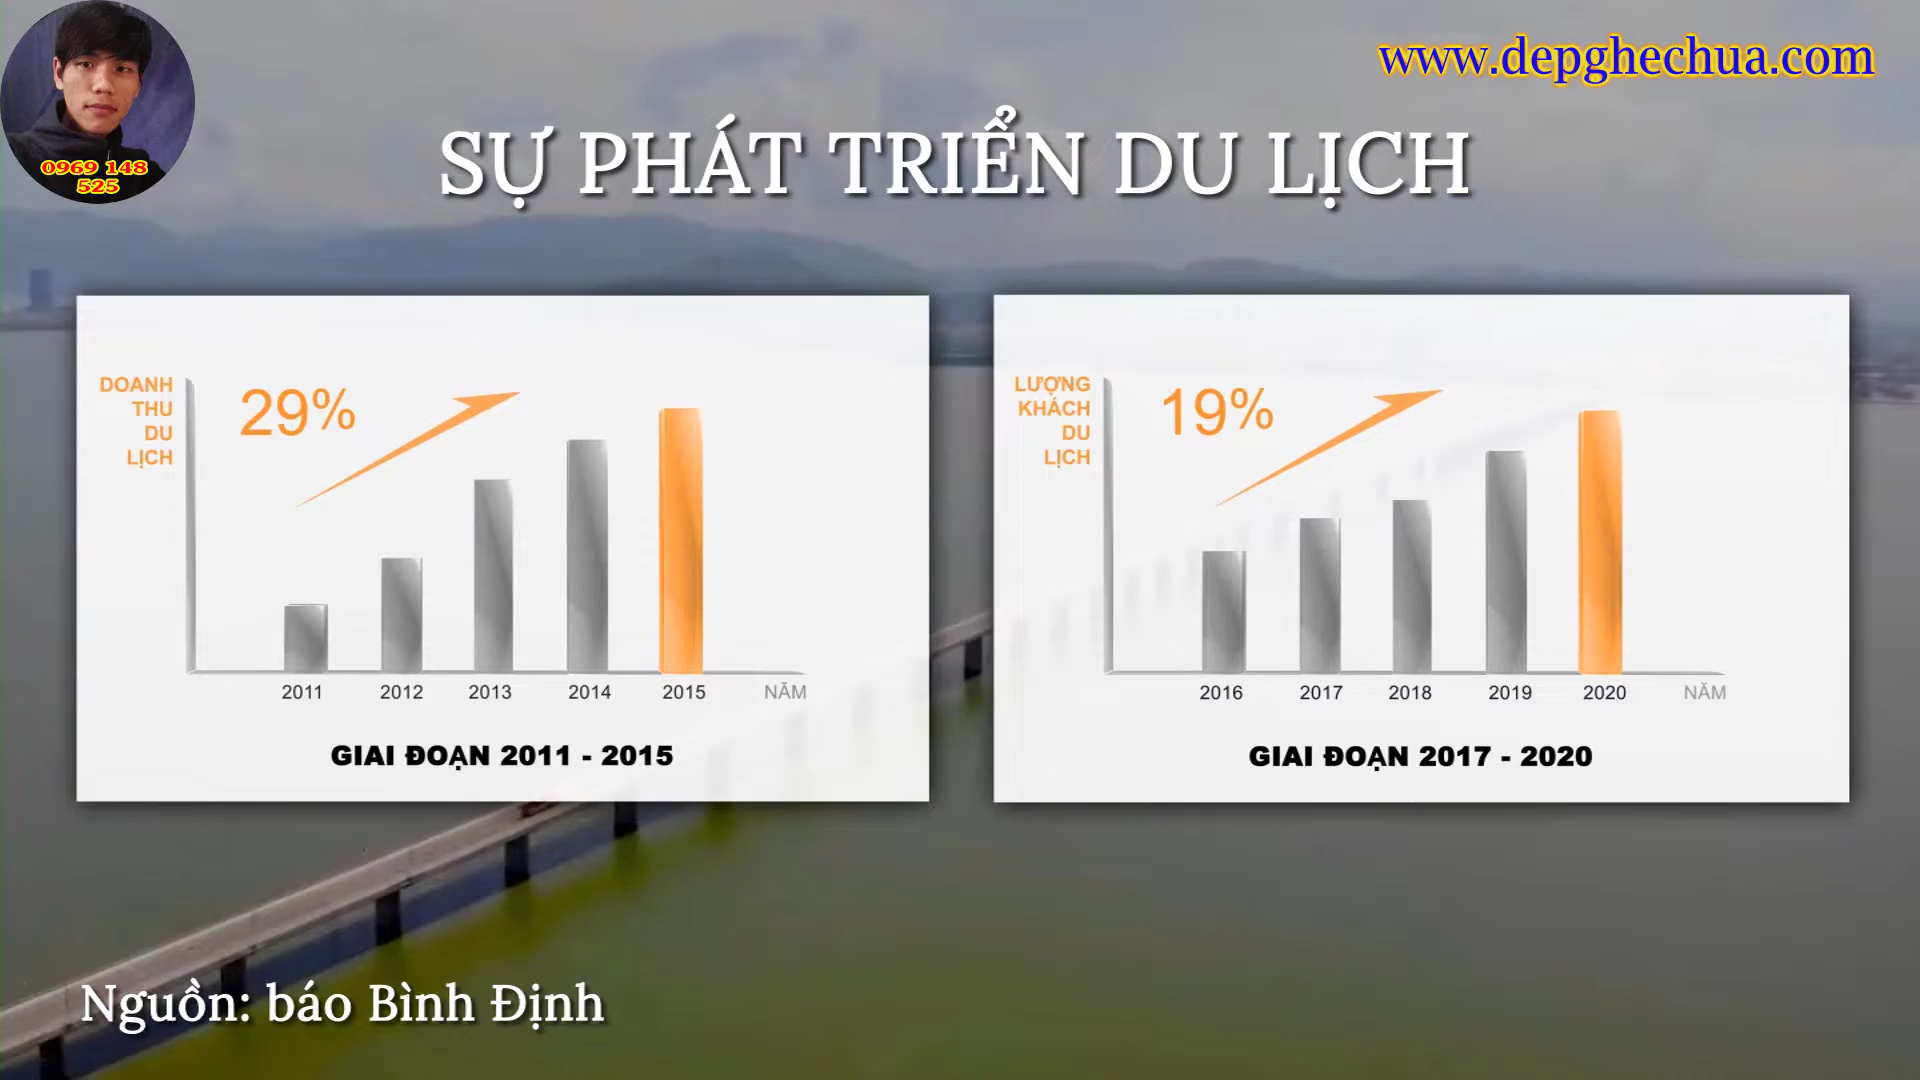 0969 148
525
www.depghechua.com
SỰ PHÁT TRIỂN DU LỊCH
DOANH
THU
DU
LỊCH
29%
2011 2012 2013 2014 2015 NĂM
GIAI ĐOẠN 2011 - 2015
LƯỢNG
KHÁCH
DU
LỊCH
19%
2016 2017 2018 2019 2020 NĂM
GIAI ĐOẠN 2017 - 2020
Nguồn: báo Bình Định